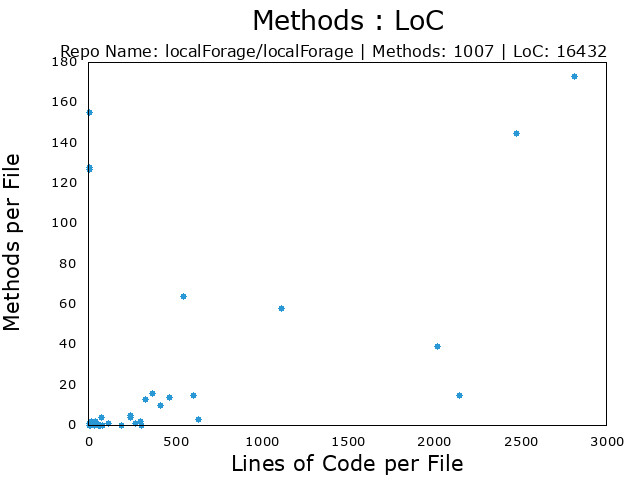 Methods : LoC
Repo Name: localForage/localForage | Methods: 1007 | LoC: 16432
Methods per File
180
160
140
120
100
80
60
40
20
0
0 500 1000 1500 2000 2500 3000
Lines of Code per File